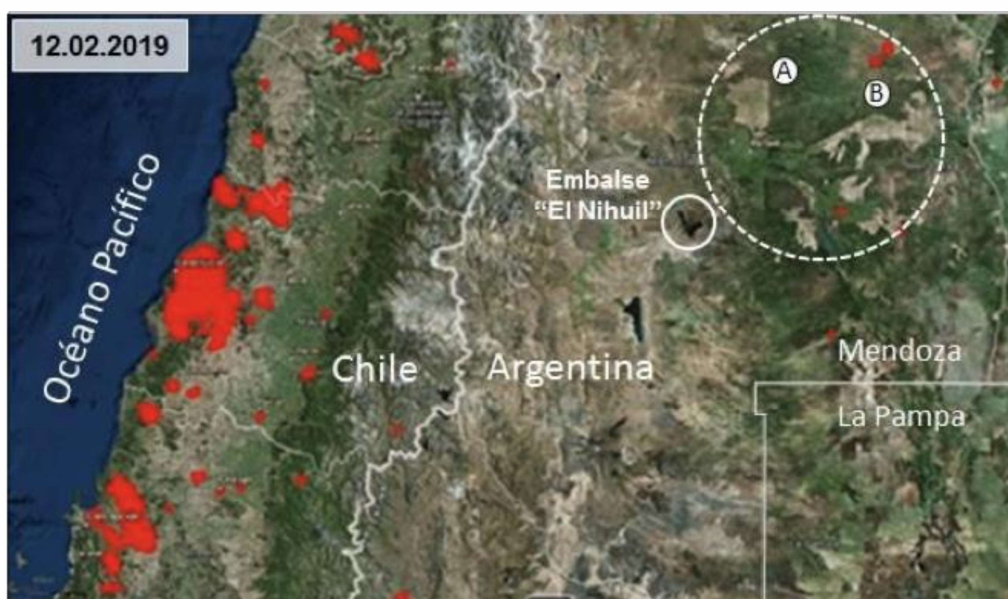 12.02.2019
A
B
Embalse
“El Nihuil”
Océano Pacífico
Chile
Argentina
Mendoza
La Pampa